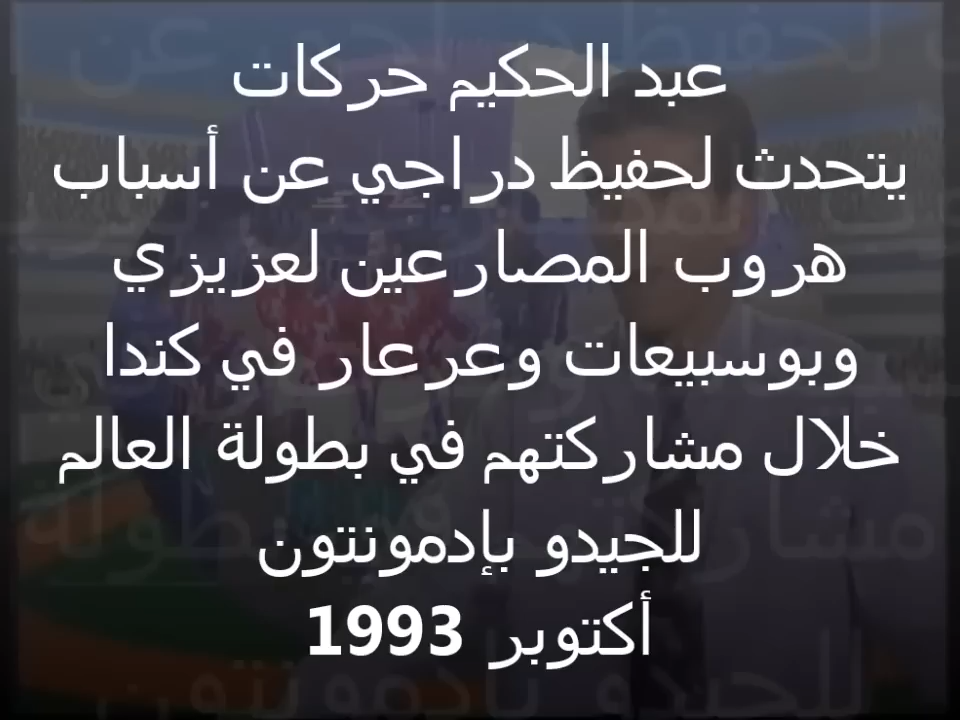 عبد الحكيم حركات
يتحدث لحفيظ دراجي عن أسباب
هروب المصارعين لعزيزي
وبوسبيعات وعرعار في كندا
خلال مشاركتهم في بطولة العالم
للجيدو بإدمونتون
أكتوبر 1993